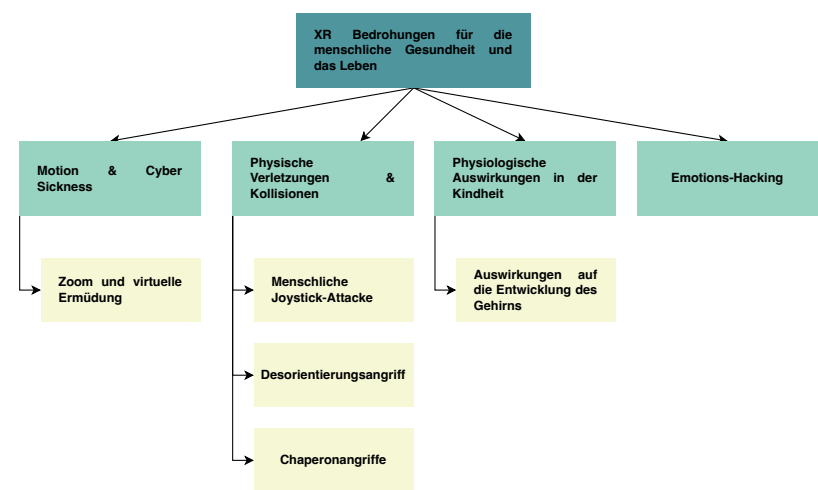 XR Bedrohungen für die
menschliche Gesundheit und
das Leben
Motion & Cyber
Sickness
Physische
Verletzungen &
Kollisionen
Physiologische
Auswirkungen in der
Kindheit
Emotions-Hacking
Zoom und virtuelle
Ermüdung
Menschliche
Joystick-Attacke
Auswirkungen auf
die Entwicklung des
Gehirns
Desorientierungsangriff
Chaperonangriffe